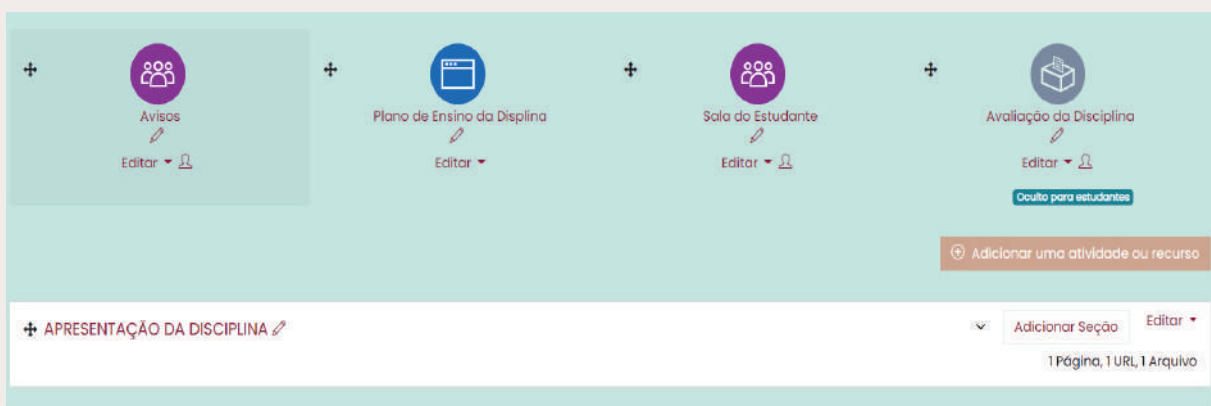 Avisos
Editar
Plano de Ensino da Displina
Editar
Sala do Estudante
Editar
Avaliação da Disciplina
Editar
Oculto para estudantes
Adicionar uma atividade ou recurso
APRESENTAÇÃO DA DISCIPLINA
Adicionar Seção
Editar
1 Página, 1 URL, 1 Arquivo